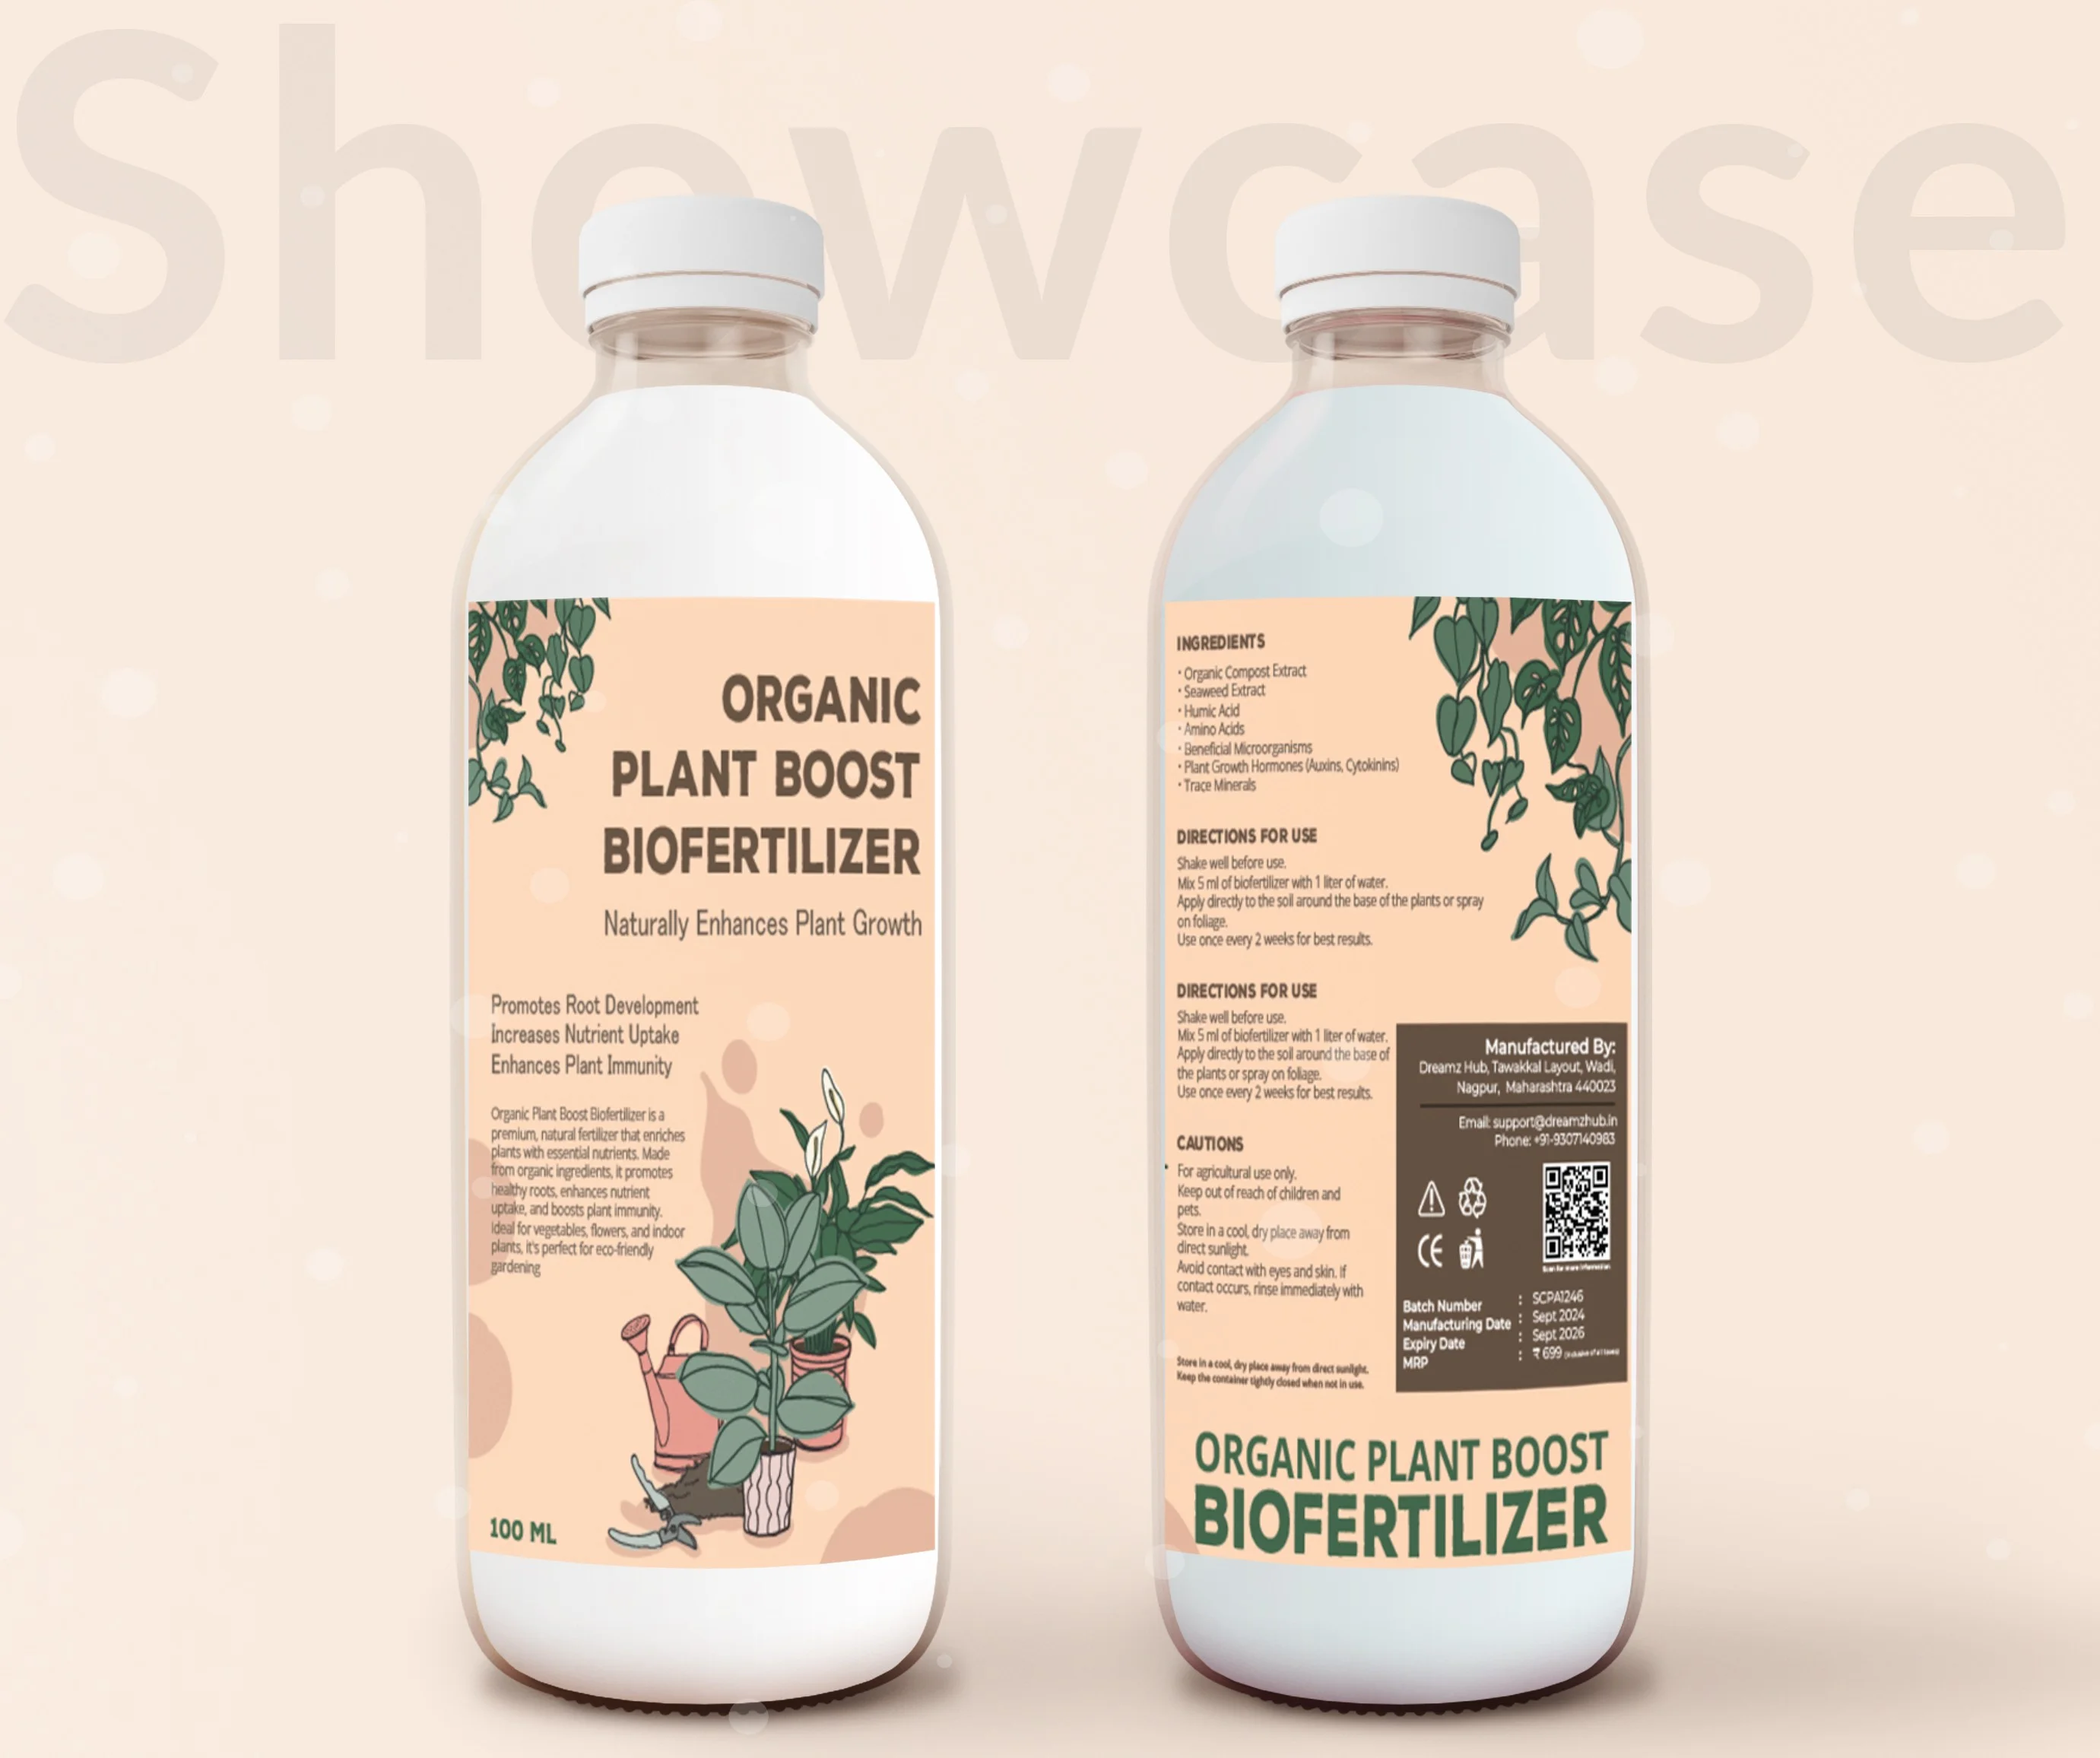 Showcase
ORGANIC
PLANT BOOST
BIOFERTILIZER
Naturally Enhances Plant Growth
Promotes Root Development
Increases Nutrient Uptake
Enhances Plant Immunity
Organic Plant Boost Biofertilizer is a
premium, natural fertilizer that enriches
plants with essential nutrients. Made
from organic ingredients, it promotes
healthy roots, enhances nutrient
uptake, and boosts plant immunity.
Ideal for vegetables, flowers, and indoor
plants, it's perfect for eco-friendly
gardening
100 ML
INGREDIENTS
• Organic Compost Extract
• Seaweed Extract
• Humic Acid
• Amino Acids
• Beneficial Microorganisms
• Plant Growth Hormones (Auxins, Cytokinins)
• Trace Minerals
DIRECTIONS FOR USE
Shake well before use.
Mix 5 ml of biofertilizer with 1 liter of water.
Apply directly to the soil around the base of the plants or spray
on foliage.
Use once every 2 weeks for best results.
DIRECTIONS FOR USE
Shake well before use.
Mix 5 ml of biofertilizer with 1 liter of water.
Apply directly to the soil around the base of
the plants or spray on foliage.
Use once every 2 weeks for best results.
CAUTIONS
For agricultural use only.
Keep out of reach of children and
pets.
Store in a cool, dry place away from
direct sunlight.
Avoid contact with eyes and skin. If
contact occurs, rinse immediately with
water.
Store in a cool, dry place away from direct sunlight.
Keep the container tightly closed when not in use.
Manufactured By:
Dreamz Hub, Tawakkal Layout, Wadi,
Nagpur, Maharashtra 440023
Email: support@dreamzhub.in
Phone: +91-9307140983
CE
Scan for more information
Batch Number : SCPA1246
Manufacturing Date : Sept 2024
Expiry Date : Sept 2026
MRP : ₹ 699 (Inclusive of all taxes)
ORGANIC PLANT BOOST
BIOFERTILIZER